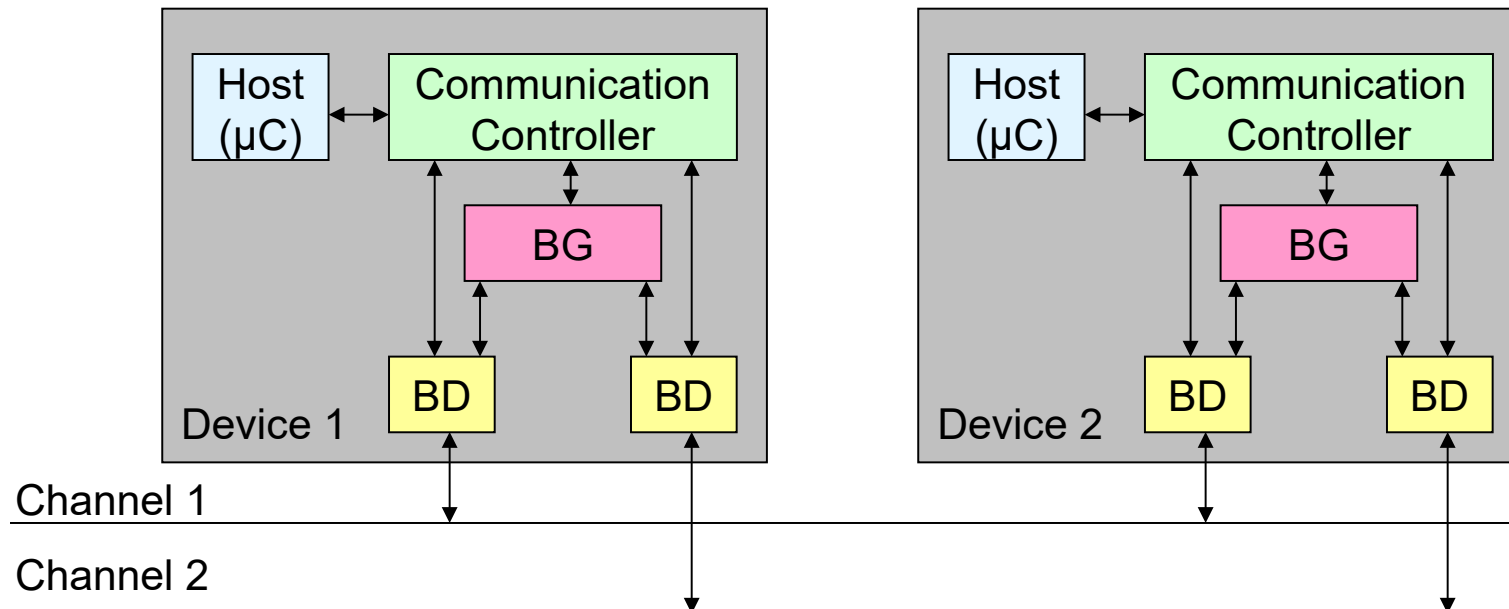 Host
(µC)
Communication
Controller
BG
BD
BD
Device 1
Host
(µC)
Communication
Controller
BG
BD
BD
Device 2
Channel 1
Channel 2